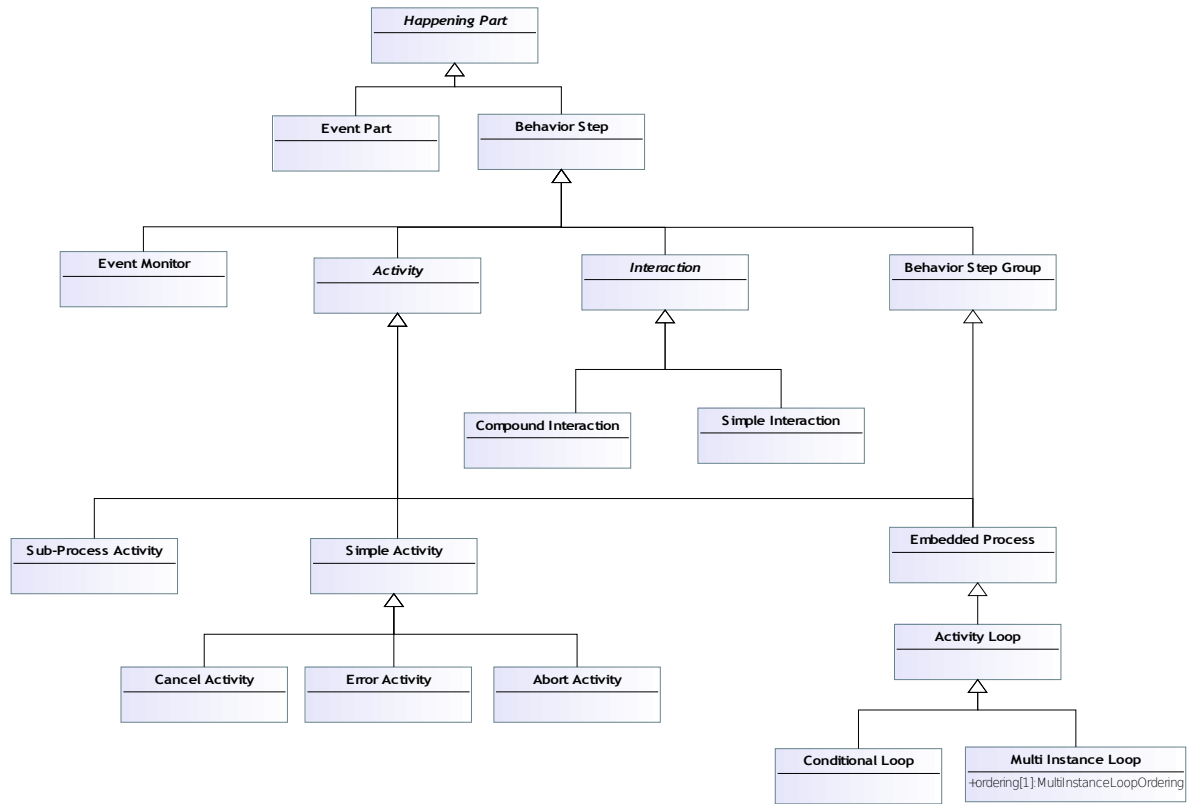 Happening Part
Event Part
Behavior Step
Event Monitor
Activity
Interaction
Behavior Step Group
Compound Interaction
Simple Interaction
Sub-Process Activity
Simple Activity
Embedded Process
Activity Loop
Cancel Activity
Error Activity
Abort Activity
Conditional Loop
Multi Instance Loop
+ordering[1]:MultiInstanceLoopOrdering